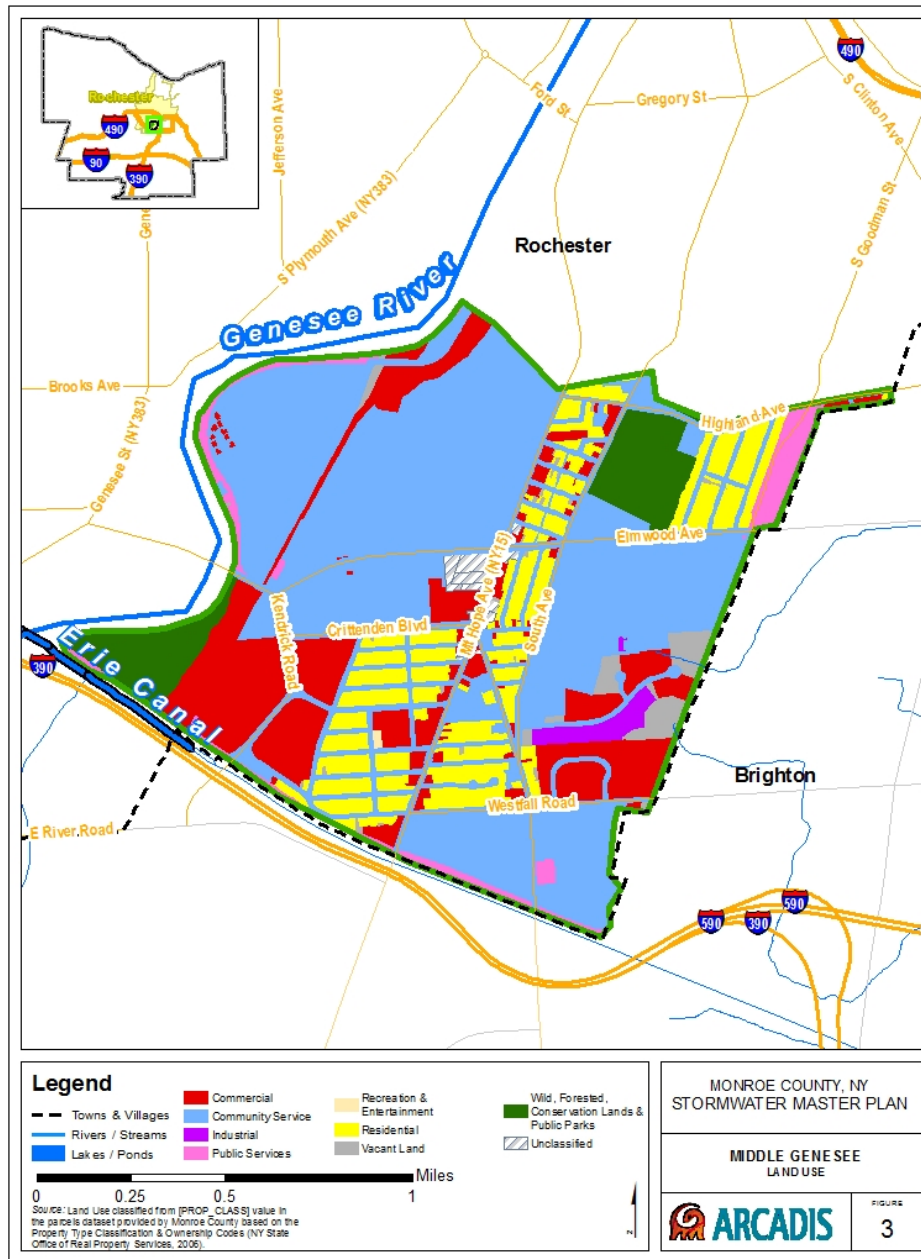 Rochester
490
90
390
490
Ford St
Gregory St
S Clinton Ave
Jefferson Ave
S Plymouth Ave (NY383)
S Goodman St
Gene
Rochester
Genesee River
Brooks Ave
Genesee St (NY383)
Highland Ave
Elmwood Ave
Mt Hope Ave (NY15)
South Ave
Kendrick Road
Crittenden Blvd
Erie Canal
390
Brighton
Westfall Road
E River Road
590
390
590
Legend
Towns & Villages
Rivers / Streams
Lakes / Ponds
Commercial
Community Service
Industrial
Public Services
Recreation &
Entertainment
Residential
Vacant Land
Wild, Forested,
Conservation Lands &
Public Parks
Unclassified
Miles
0 0.25 0.5 1
Source: Land Use classified from [PROP_CLASS] value in
the parcels dataset provided by Monroe County based on the
Property Type Classification & Ownership Codes (NY State
Office of Real Property Services, 2006).
N
MONROE COUNTY, NY
STORMWATER MASTER PLAN
MIDDLE GENESEE
LAND USE
ARCADIS
FIGURE
3